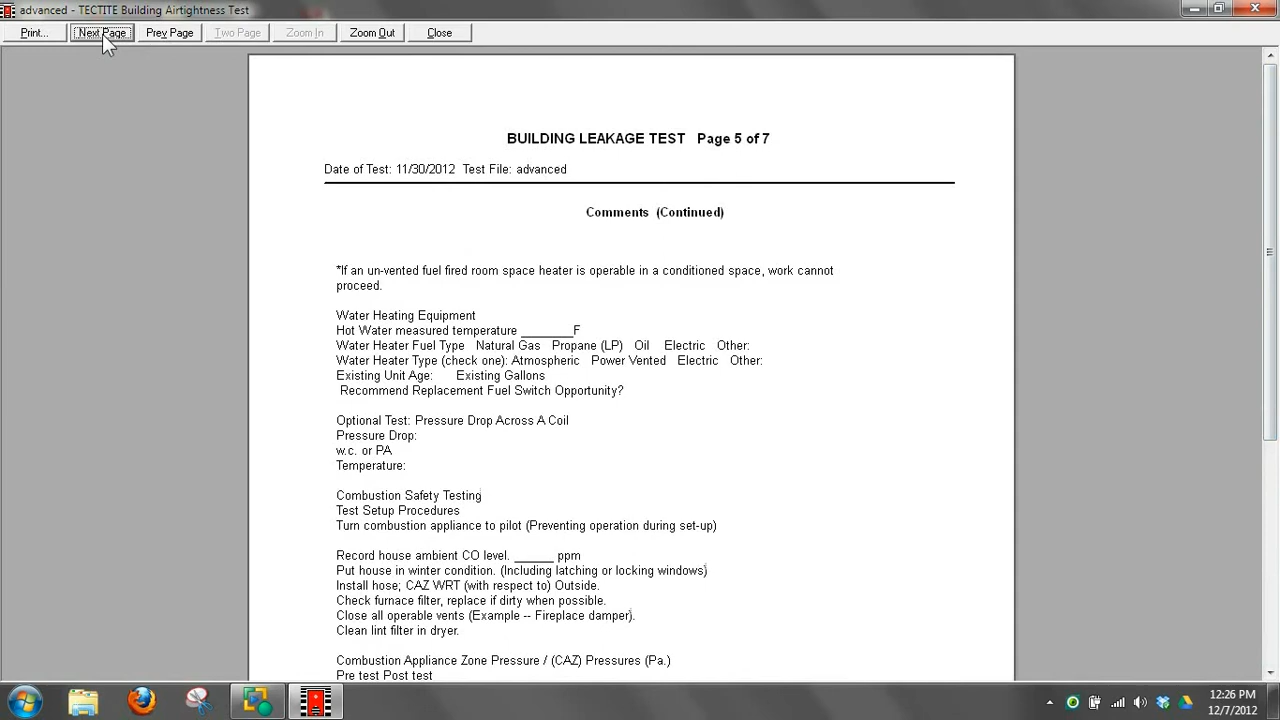 advanced - TECTITE Building Airtightness Test
Print... Next Page Prev Page Two Page Zoom In Zoom Out Close
BUILDING LEAKAGE TEST Page 5 of 7
Date of Test: 11/30/2012 Test File: advanced
Comments (Continued)
*If an un-vented fuel fired room space heater is operable in a conditioned space, work cannot
proceed.
Water Heating Equipment
Hot Water measured temperature ________F
Water Heater Fuel Type Natural Gas Propane (LP) Oil Electric Other:
Water Heater Type (check one): Atmospheric Power Vented Electric Other:
Existing Unit Age: Existing Gallons
Recommend Replacement Fuel Switch Opportunity?
Optional Test: Pressure Drop Across A Coil
Pressure Drop:
w.c. or PA
Temperature:
Combustion Safety Testing
Test Setup Procedures
Turn combustion appliance to pilot (Preventing operation during set-up)
Record house ambient CO level. ______ ppm
Put house in winter condition. (Including latching or locking windows)
Install hose; CAZ WRT (with respect to) Outside.
Check furnace filter, replace if dirty when possible.
Close all operable vents (Example -- Fireplace damper).
Clean lint filter in dryer.
Combustion Appliance Zone Pressure / (CAZ) Pressures (Pa.)
Pre test Post test
12:26 PM
12/7/2012